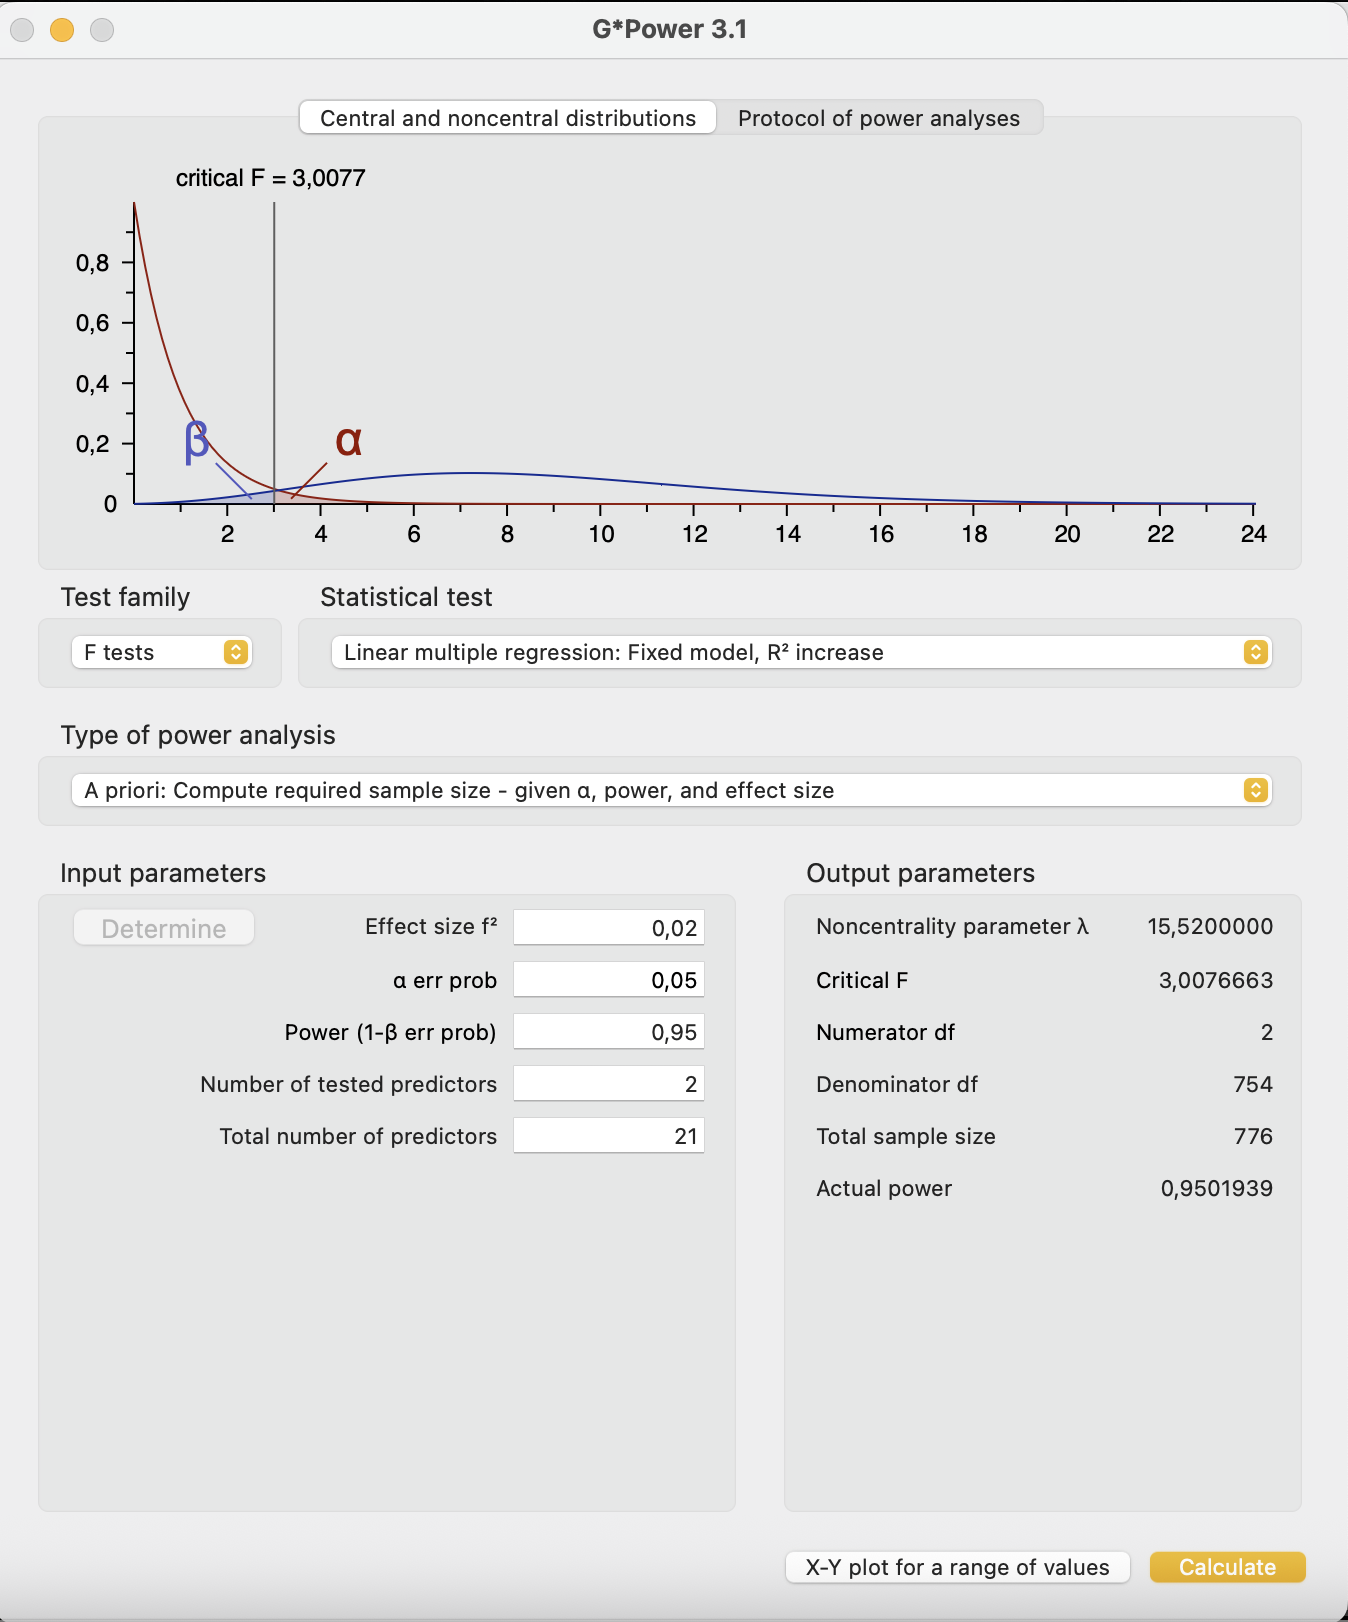 G*Power 3.1
Central and noncentral distributions Protocol of power analyses
critical F = 3,0077
0,8
0,6
0,4
0,2
0
β
α
2 4 6 8 10 12 14 16 18 20 22 24
Test family
Statistical test
F tests
Linear multiple regression: Fixed model, R² increase
Type of power analysis
A priori: Compute required sample size - given α, power, and effect size
Input parameters
Determine
Effect size f² 0,02
α err prob 0,05
Power (1-β err prob) 0,95
Number of tested predictors 2
Total number of predictors 21
Output parameters
Noncentrality parameter λ 15,5200000
Critical F 3,0076663
Numerator df 2
Denominator df 754
Total sample size 776
Actual power 0,9501939
X-Y plot for a range of values
Calculate